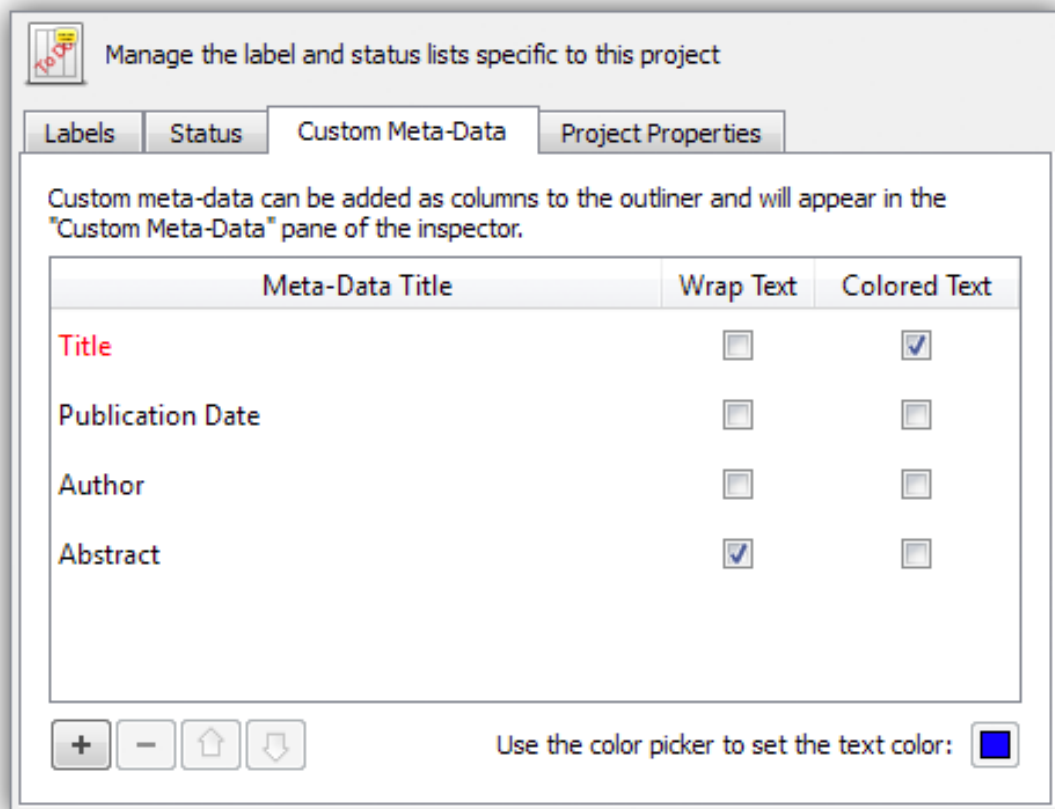 To Do
Manage the label and status lists specific to this project
Labels Status Custom Meta-Data Project Properties
Custom meta-data can be added as columns to the outliner and will appear in the
"Custom Meta-Data" pane of the inspector.
Meta-Data Title Wrap Text Colored Text
Title
Publication Date
Author
Abstract
Use the color picker to set the text color: